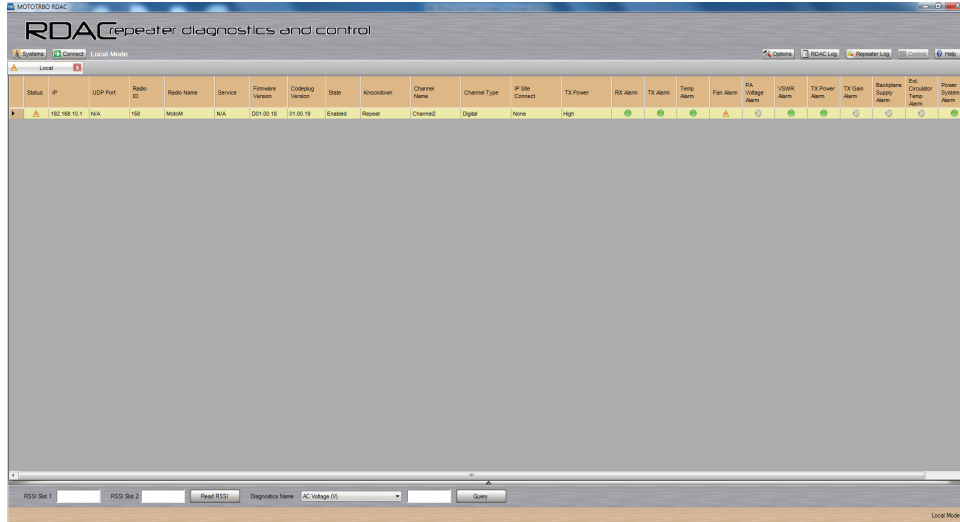 MOTOTRBO RDAC
RDAC repeater diagnostics and control
Systems Connect Local Mode Options RDAC Log Repeater Log Control Help
Local X
Status IP UDP Port Radio ID Radio Name Service Firmware Version Codeplug Version State Knockdown Channel Name Channel Type IP Site Connect TX Power RX Alarm TX Alarm Temp Alarm Fan Alarm PA Voltage Alarm VSWR Alarm TX Power Alarm TX Gain Alarm Backplane Supply Alarm Ext. Circulator Temp Alarm Power System Alarm
192.168.10.1 N/A 158 MotoM N/A D01.00.18 01.00.19 Enabled Repeat Channel2 Digital None High
RSSI Slot 1 RSSI Slot 2 Read RSSI Diagnostics Name AC Voltage (V) Query
Local Mode